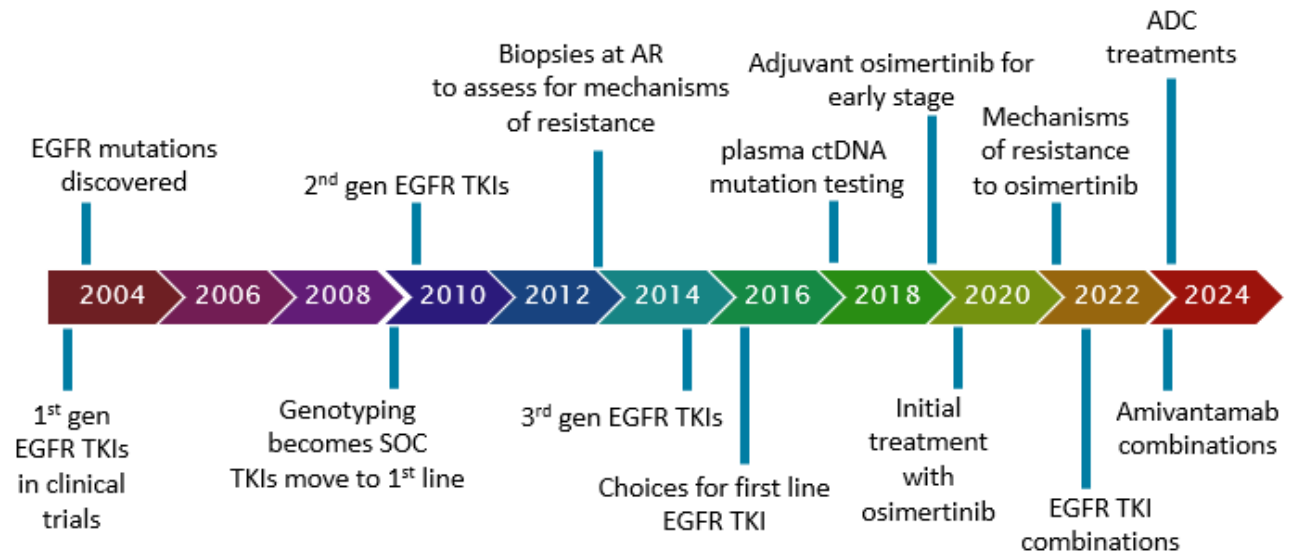 EGFR mutations
discovered
2nd gen EGFR TKIs
Biopsies at AR
to assess for mechanisms
of resistance
plasma ctDNA
mutation testing
Adjuvant osimertinib for
early stage
Mechanisms
of resistance
to osimertinib
ADC
treatments
2004
2006
2008
2010
2012
2014
2016
2018
2020
2022
2024
1st gen
EGFR TKIs
in clinical
trials
Genotyping
becomes SOC
TKIs move to 1st line
3rd gen EGFR TKIs
Choices for first line
EGFR TKI
Initial
treatment
with
osimertinib
EGFR TKI
combinations
Amivantamab
combinations